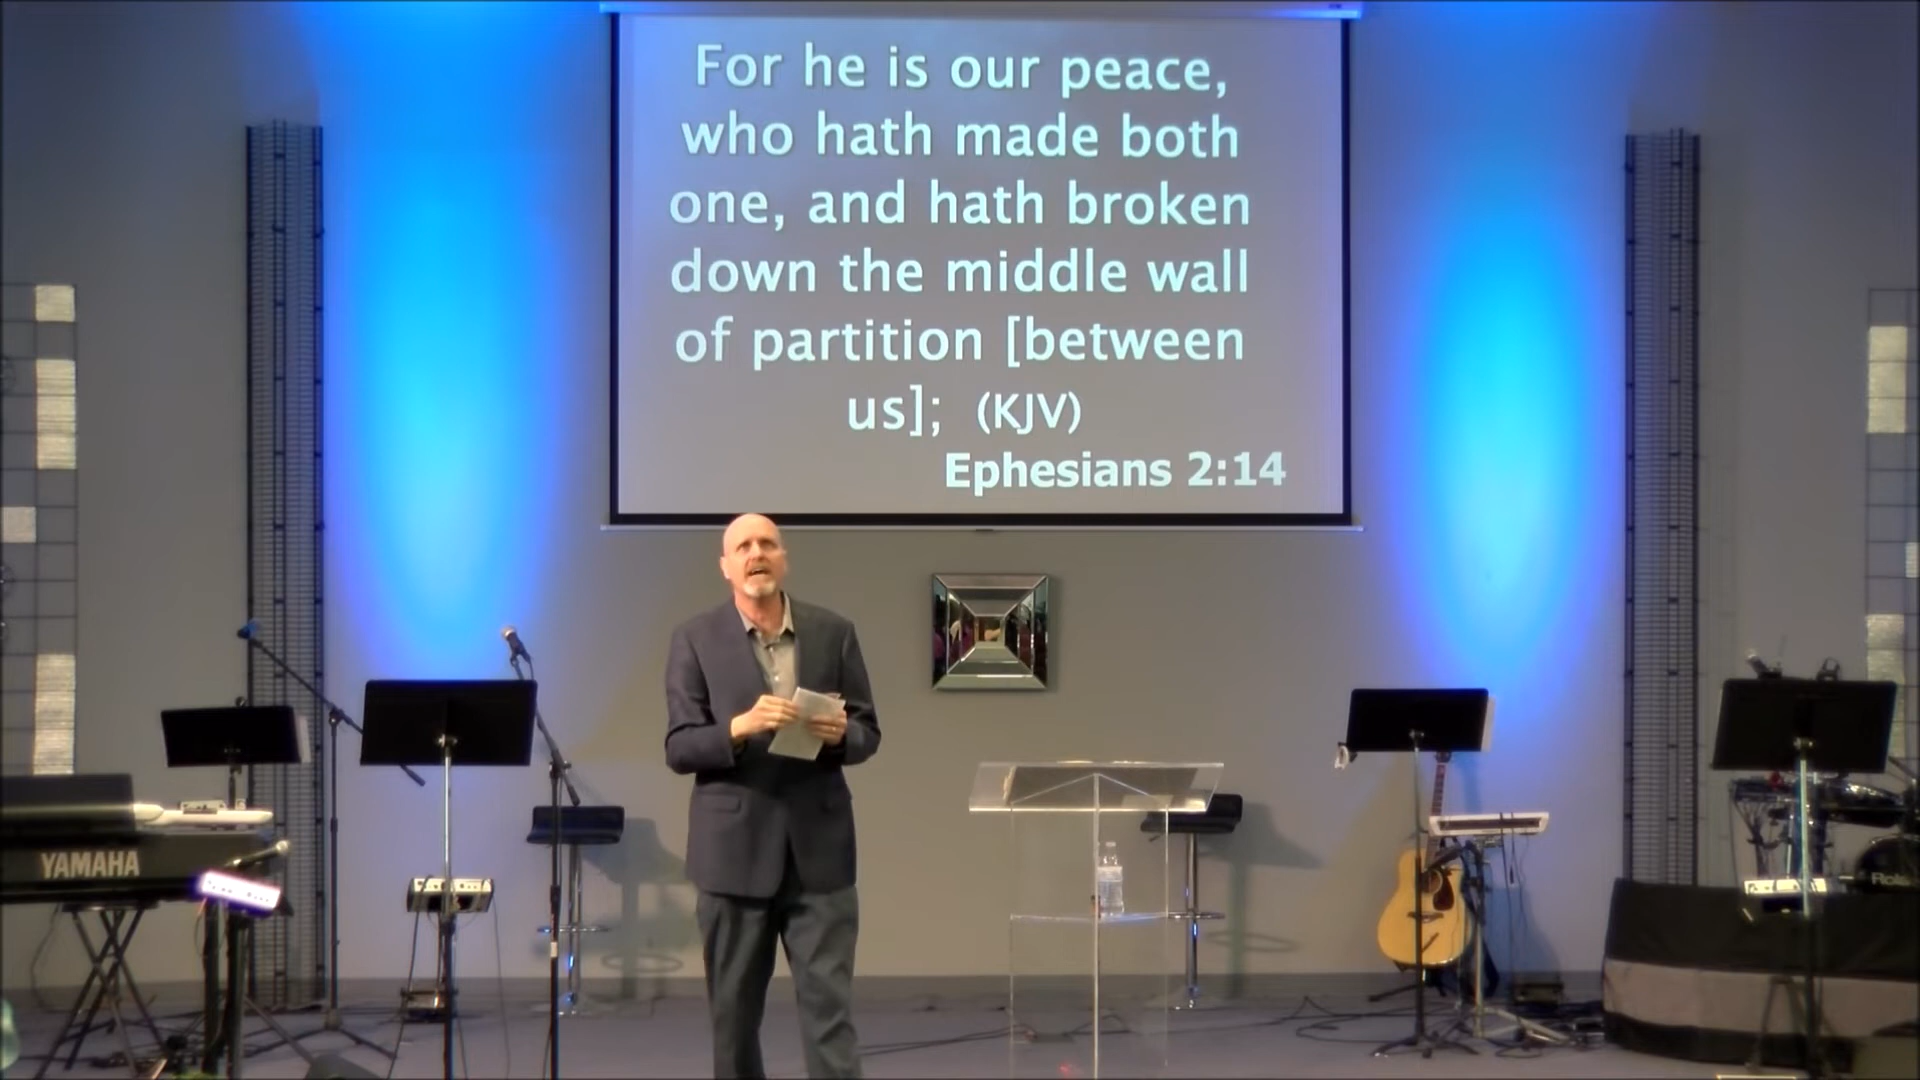 For he is our peace,
who hath made both
one, and hath broken
down the middle wall
of partition [between
us]; (KJV)
Ephesians 2:14
YAMAHA